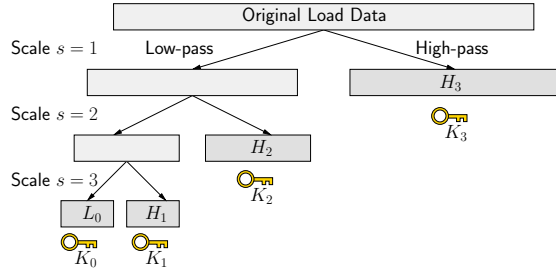 Original Load Data
Scale s = 1
Low-pass
High-pass
H₃
K₃
Scale s = 2
H₂
K₂
Scale s = 3
L₀
H₁
K₀
K₁